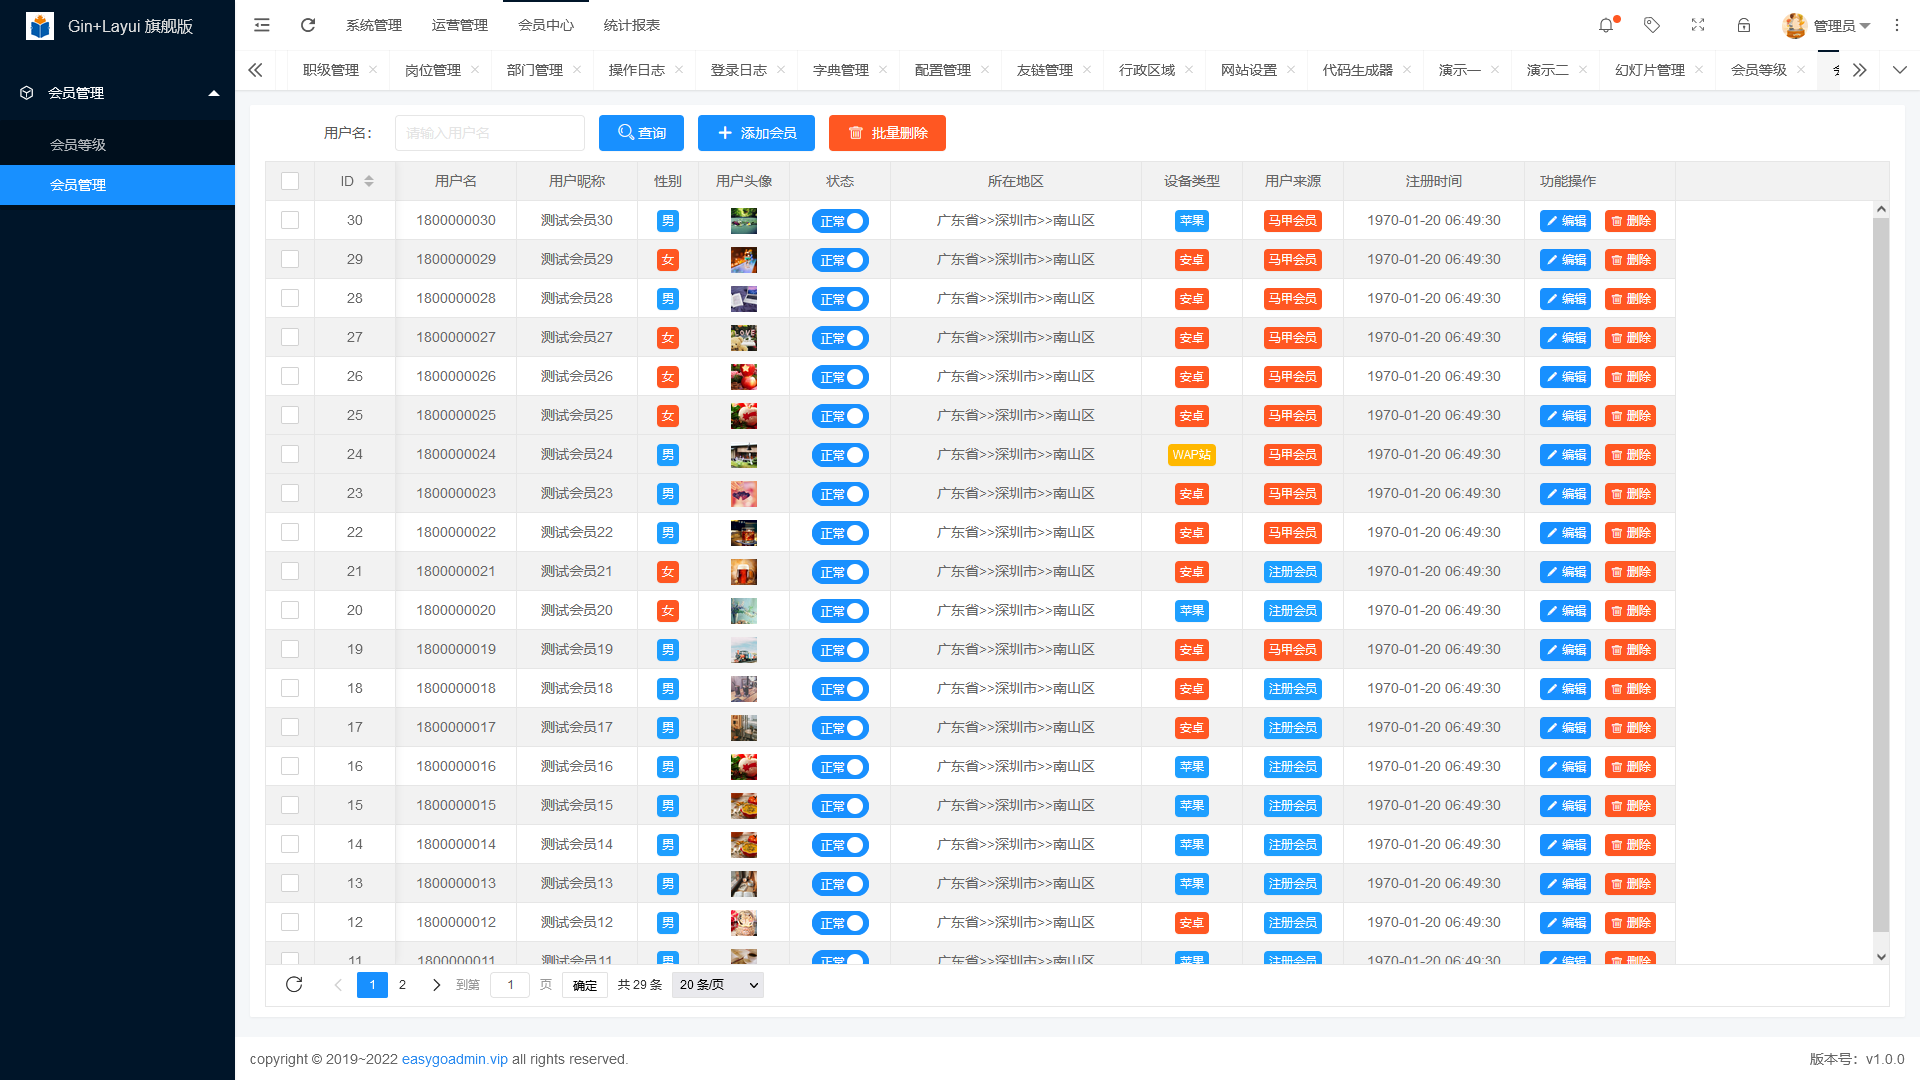 Gin+Layui 旗舰版
系统管理 运营管理 会员中心 统计报表 管理员
会员管理
会员等级
会员管理
职级管理 岗位管理 部门管理 操作日志 登录日志 字典管理 配置管理 友链管理 行政区域 网站设置 代码生成器 演示一 演示二 幻灯片管理 会员等级
用户名： 请输入用户名 查询 添加会员 批量删除
ID 用户名 用户昵称 性别 用户头像 状态 所在地区 设备类型 用户来源 注册时间 功能操作
30 1800000030 测试会员30 男 正常 广东省>>深圳市>>南山区 苹果 马甲会员 1970-01-20 06:49:30 编辑 删除
29 1800000029 测试会员29 女 正常 广东省>>深圳市>>南山区 安卓 马甲会员 1970-01-20 06:49:30 编辑 删除
28 1800000028 测试会员28 男 正常 广东省>>深圳市>>南山区 安卓 马甲会员 1970-01-20 06:49:30 编辑 删除
27 1800000027 测试会员27 女 正常 广东省>>深圳市>>南山区 安卓 马甲会员 1970-01-20 06:49:30 编辑 删除
26 1800000026 测试会员26 女 正常 广东省>>深圳市>>南山区 安卓 马甲会员 1970-01-20 06:49:30 编辑 删除
25 1800000025 测试会员25 女 正常 广东省>>深圳市>>南山区 安卓 马甲会员 1970-01-20 06:49:30 编辑 删除
24 1800000024 测试会员24 男 正常 广东省>>深圳市>>南山区 WAP站 马甲会员 1970-01-20 06:49:30 编辑 删除
23 1800000023 测试会员23 男 正常 广东省>>深圳市>>南山区 安卓 马甲会员 1970-01-20 06:49:30 编辑 删除
22 1800000022 测试会员22 男 正常 广东省>>深圳市>>南山区 安卓 马甲会员 1970-01-20 06:49:30 编辑 删除
21 1800000021 测试会员21 女 正常 广东省>>深圳市>>南山区 安卓 注册会员 1970-01-20 06:49:30 编辑 删除
20 1800000020 测试会员20 女 正常 广东省>>深圳市>>南山区 苹果 注册会员 1970-01-20 06:49:30 编辑 删除
19 1800000019 测试会员19 男 正常 广东省>>深圳市>>南山区 安卓 马甲会员 1970-01-20 06:49:30 编辑 删除
18 1800000018 测试会员18 男 正常 广东省>>深圳市>>南山区 安卓 注册会员 1970-01-20 06:49:30 编辑 删除
17 1800000017 测试会员17 男 正常 广东省>>深圳市>>南山区 安卓 注册会员 1970-01-20 06:49:30 编辑 删除
16 1800000016 测试会员16 男 正常 广东省>>深圳市>>南山区 苹果 注册会员 1970-01-20 06:49:30 编辑 删除
15 1800000015 测试会员15 男 正常 广东省>>深圳市>>南山区 苹果 注册会员 1970-01-20 06:49:30 编辑 删除
14 1800000014 测试会员14 男 正常 广东省>>深圳市>>南山区 苹果 注册会员 1970-01-20 06:49:30 编辑 删除
13 1800000013 测试会员13 男 正常 广东省>>深圳市>>南山区 苹果 注册会员 1970-01-20 06:49:30 编辑 删除
12 1800000012 测试会员12 男 正常 广东省>>深圳市>>南山区 安卓 注册会员 1970-01-20 06:49:30 编辑 删除
11 1800000011 测试会员11 男 正常 广东省>>深圳市>>南山区 苹果 注册会员 1970-01-20 06:49:30 编辑 删除
1 2 到第 1 页 确定 共 29 条 20 条/页
copyright © 2019~2022 easygoadmin.vip all rights reserved. 版本号：v1.0.0